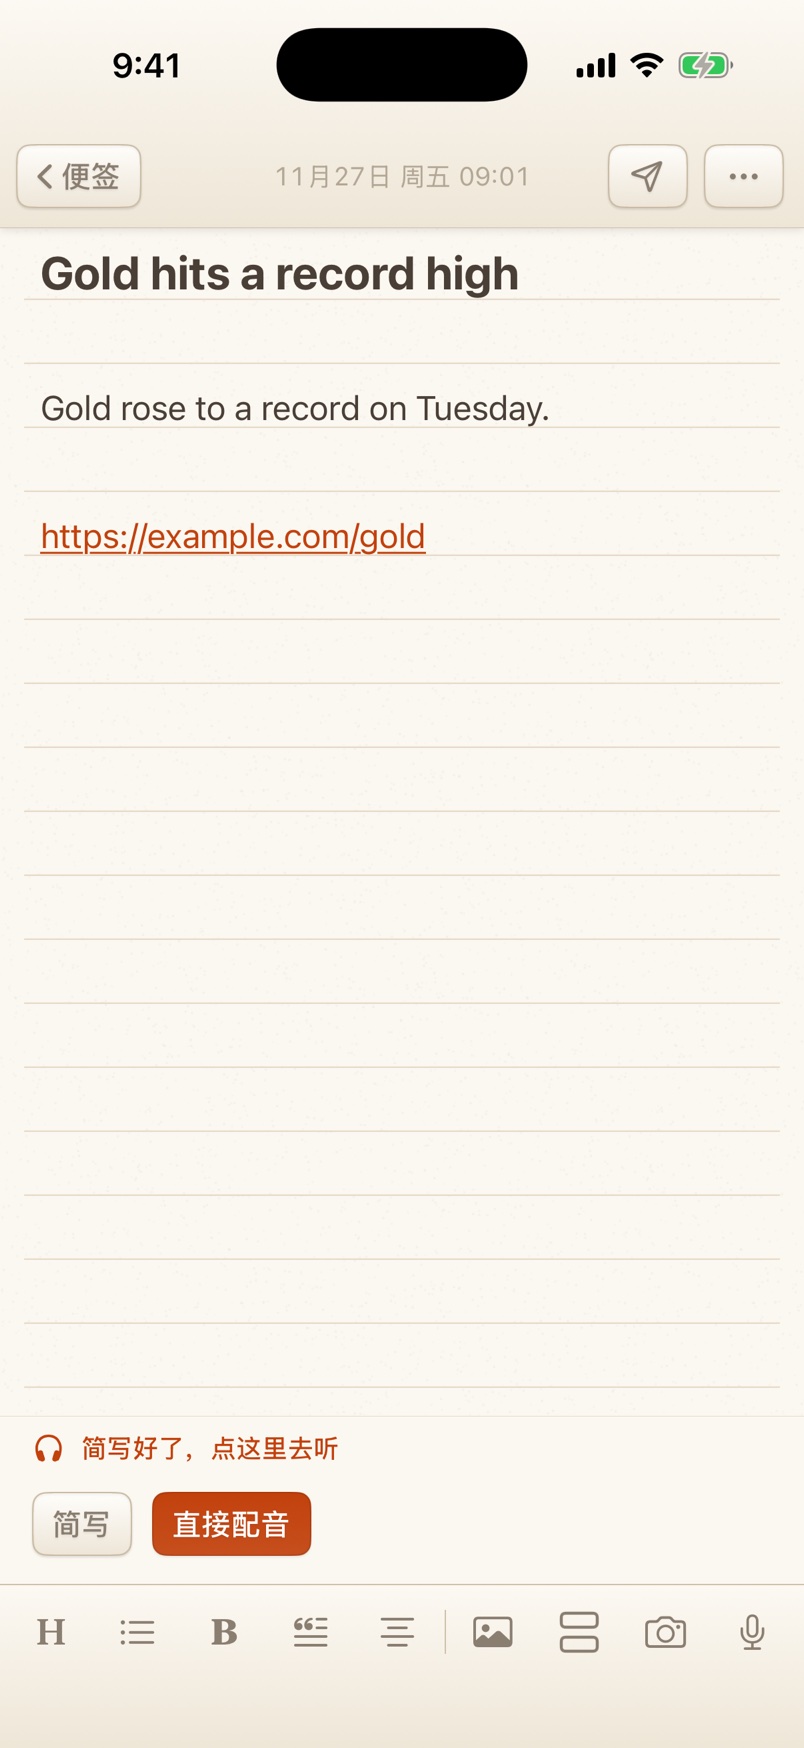 9:41
便签
11月27日 周五 09:01
Gold hits a record high
Gold rose to a record on Tuesday.
https://example.com/gold
简写好了，点这里去听
简写
直接配音
H
B